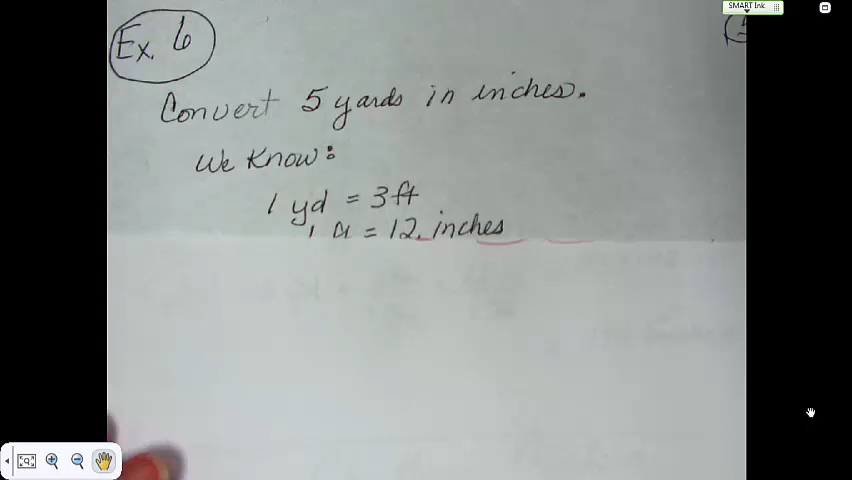 SMART Ink
Ex. 6
Convert 5 yards in inches.
We Know:
1 yd = 3 ft
1 ft = 12 inches